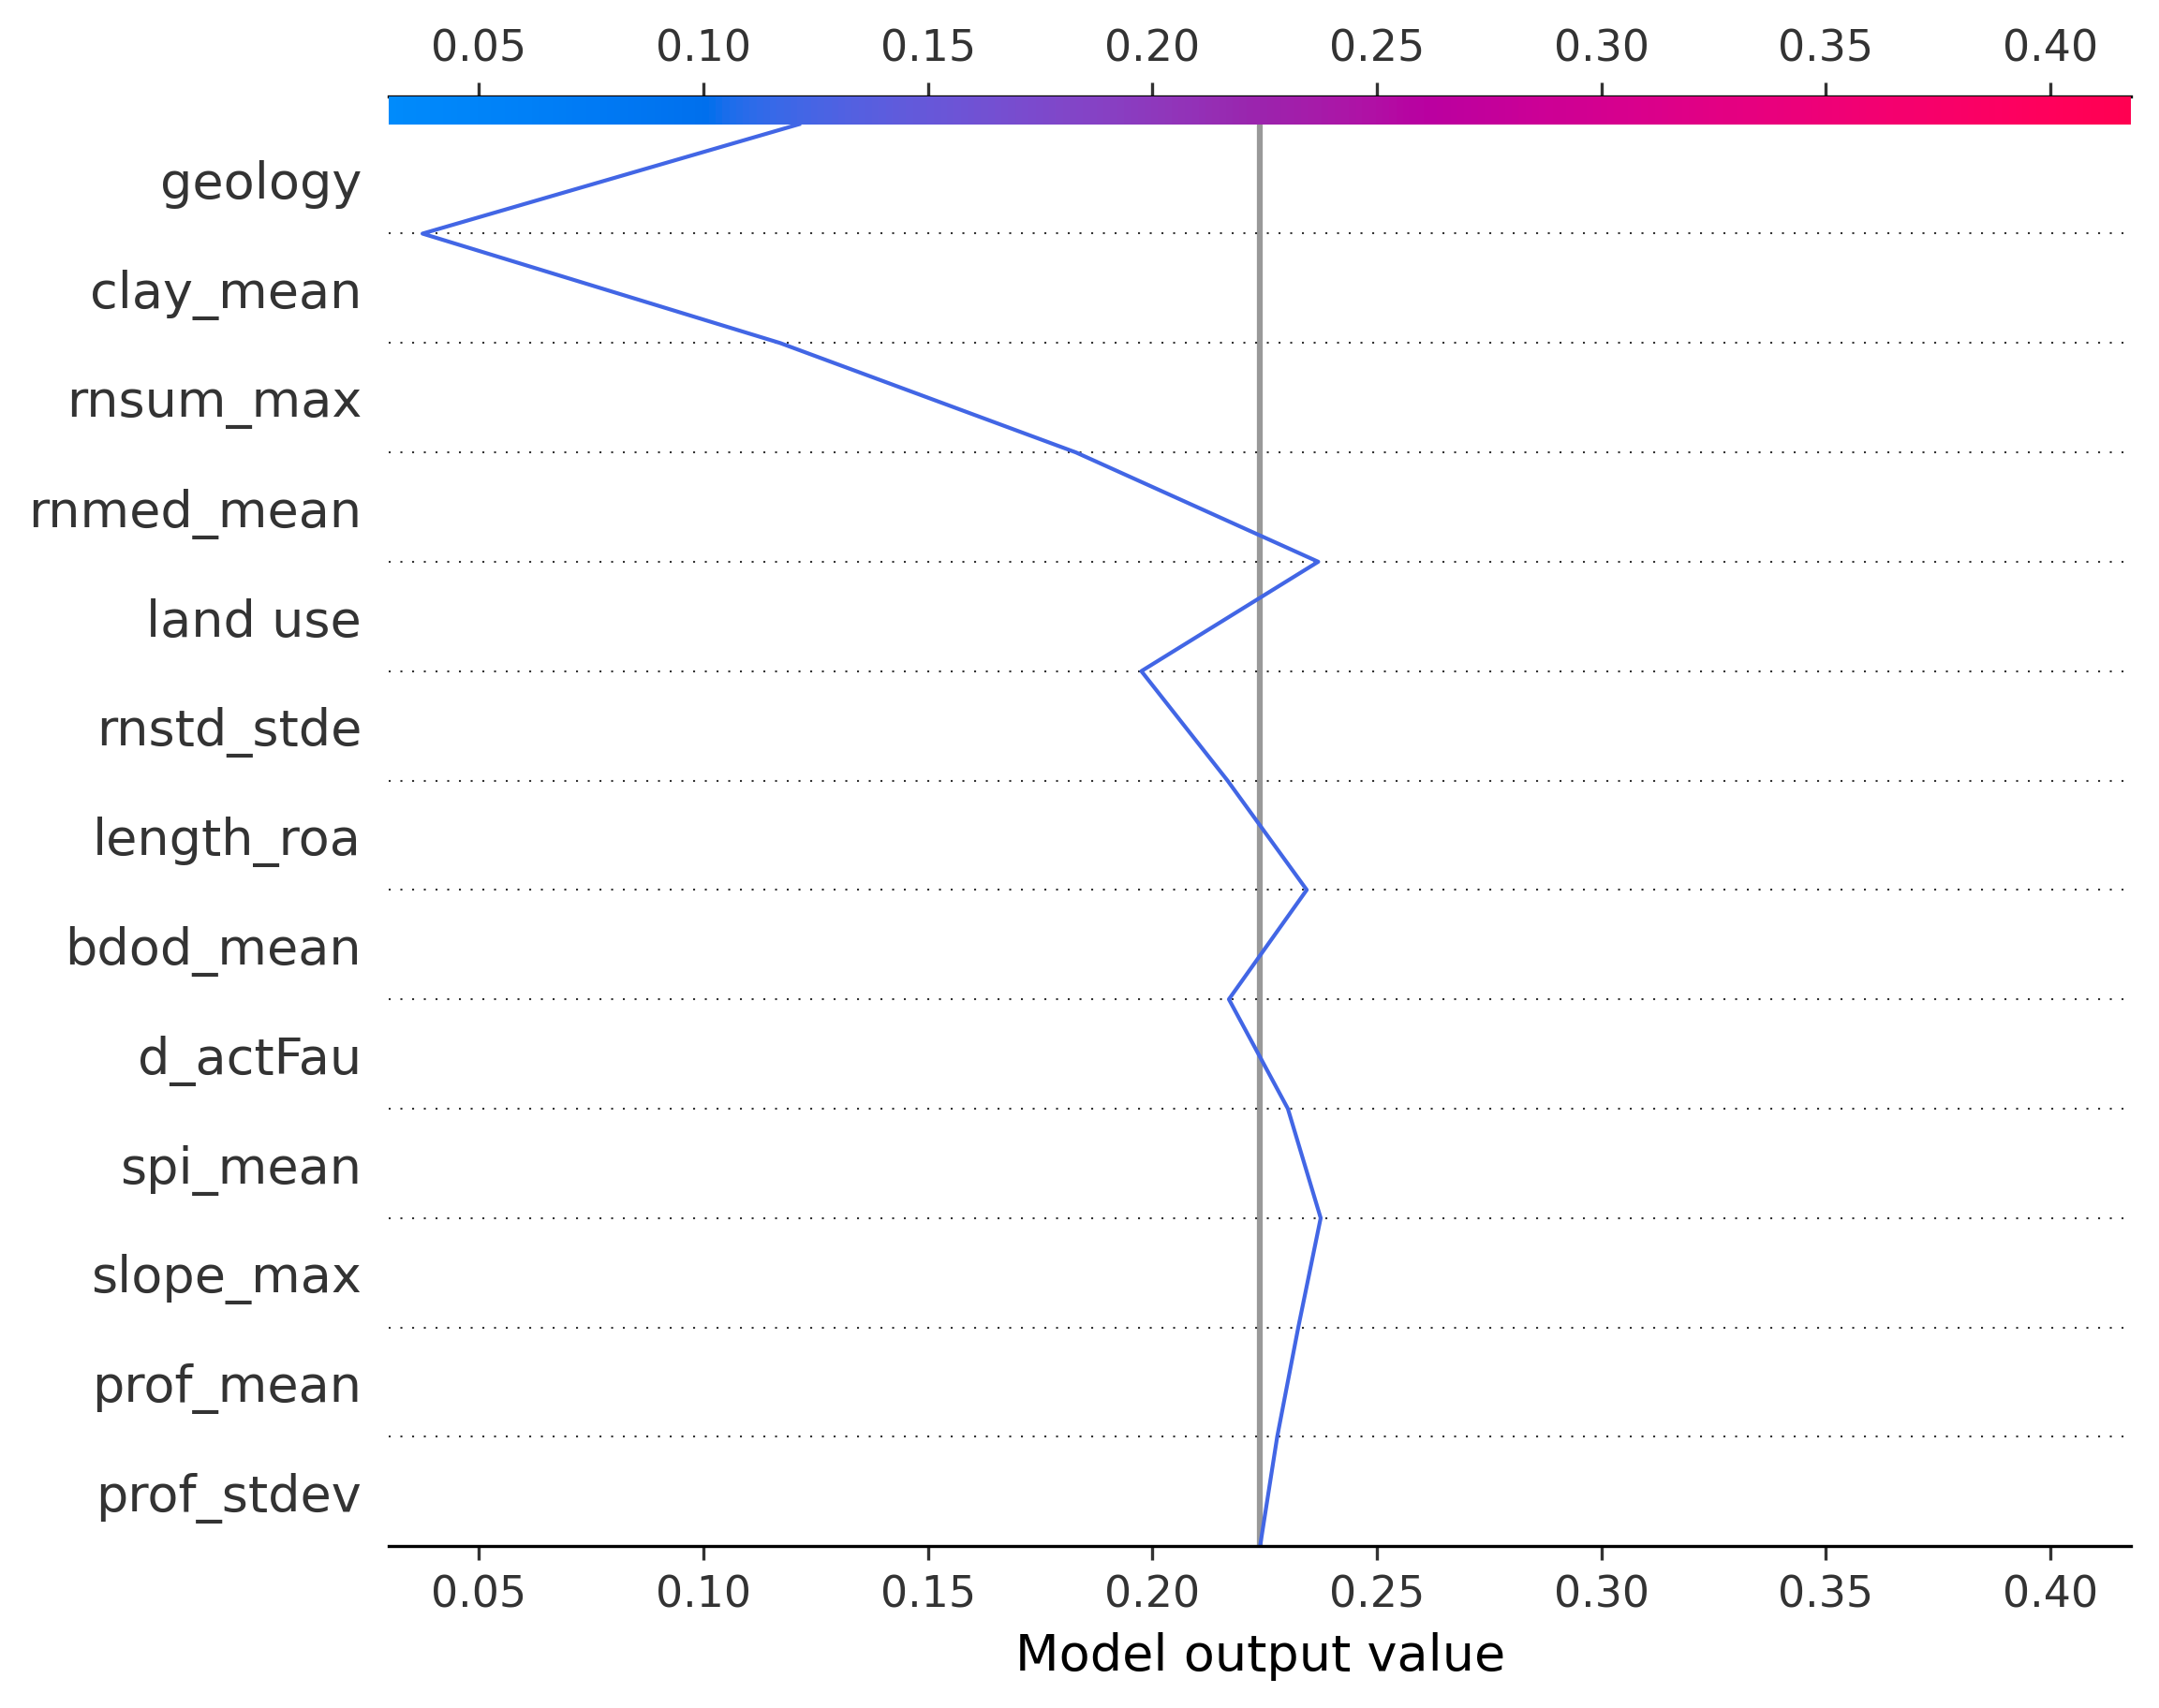 0.05 0.10 0.15 0.20 0.25 0.30 0.35 0.40
geology
clay_mean
rnsum_max
rnmed_mean
land use
rnstd_stde
length_roa
bdod_mean
d_actFau
spi_mean
slope_max
prof_mean
prof_stdev
0.05 0.10 0.15 0.20 0.25 0.30 0.35 0.40
Model output value